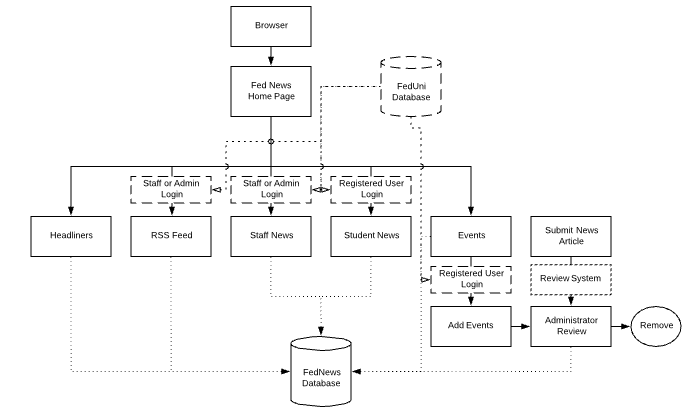 Browser
Fed News
Home Page
FedUni
Database
Staff or Admin
Login
Staff or Admin
Login
Registered User
Login
Headliners
RSS Feed
Staff News
Student News
Events
Submit News
Article
Registered User
Login
Review System
Add Events
Administrator
Review
Remove
FedNews
Database